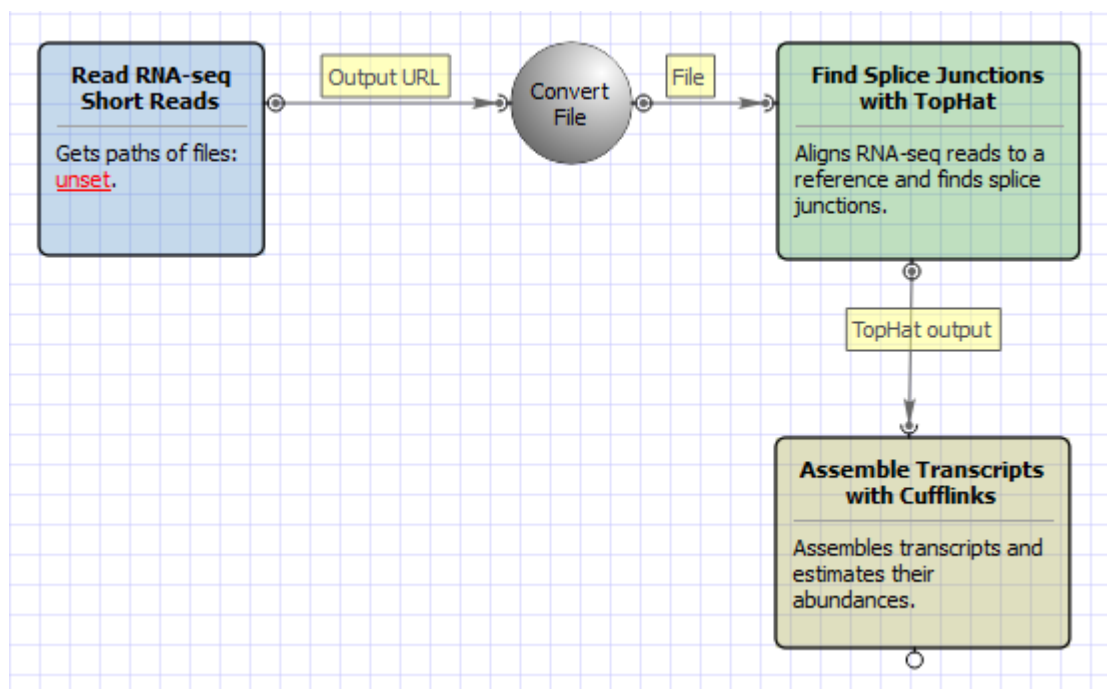 Read RNA-seq
Short Reads
Gets paths of files:
unset.
Output URL
Convert
File
File
Find Splice Junctions
with TopHat
Aligns RNA-seq reads to a
reference and finds splice
junctions.
TopHat output
Assemble Transcripts
with Cufflinks
Assembles transcripts and
estimates their
abundances.